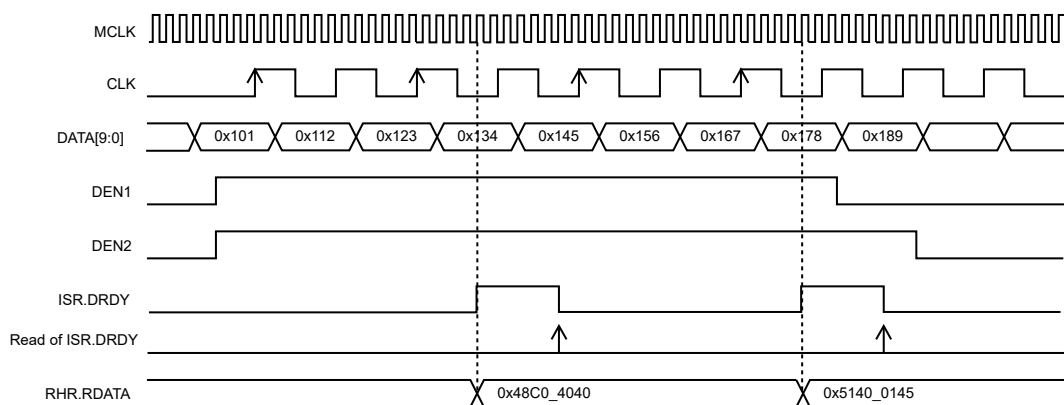 MCLK
CLK
DATA[9:0] 0x101 0x112 0x123 0x134 0x145 0x156 0x167 0x178 0x189
DEN1
DEN2
ISR.DRDY
Read of ISR.DRDY
RHR.RDATA 0x48C0_4040 0x5140_0145